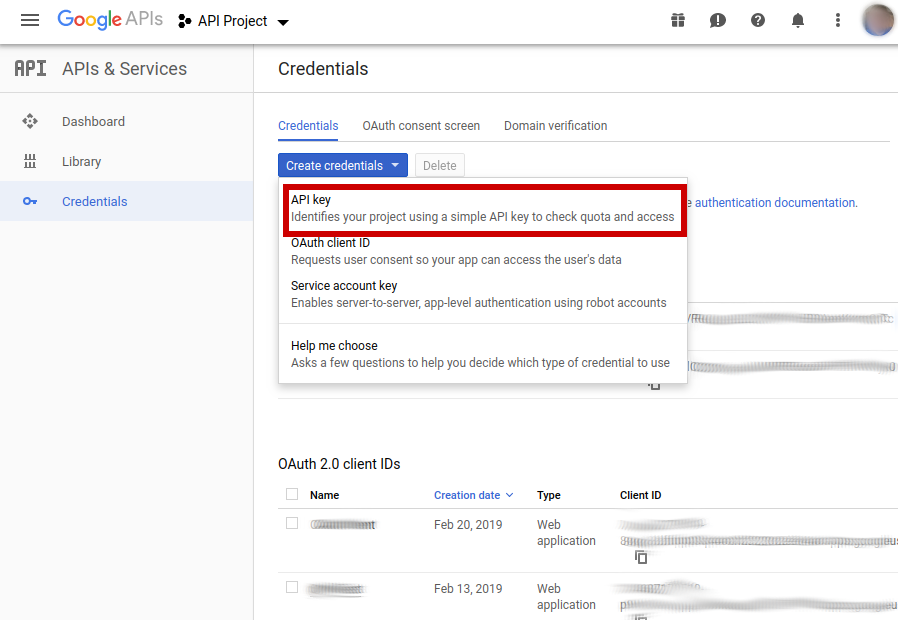 Google APIs API Project
API APIs & Services
Credentials
Dashboard
Library
Credentials
Credentials OAuth consent screen Domain verification
Create credentials Delete
API key
Identifies your project using a simple API key to check quota and access
authentication documentation.
OAuth client ID
Requests user consent so your app can access the user's data
Service account key
Enables server-to-server, app-level authentication using robot accounts
Help me choose
Asks a few questions to help you decide which type of credential to use
OAuth 2.0 client IDs
Name Creation date Type Client ID
Feb 20, 2019 Web
application
Feb 13, 2019 Web
application